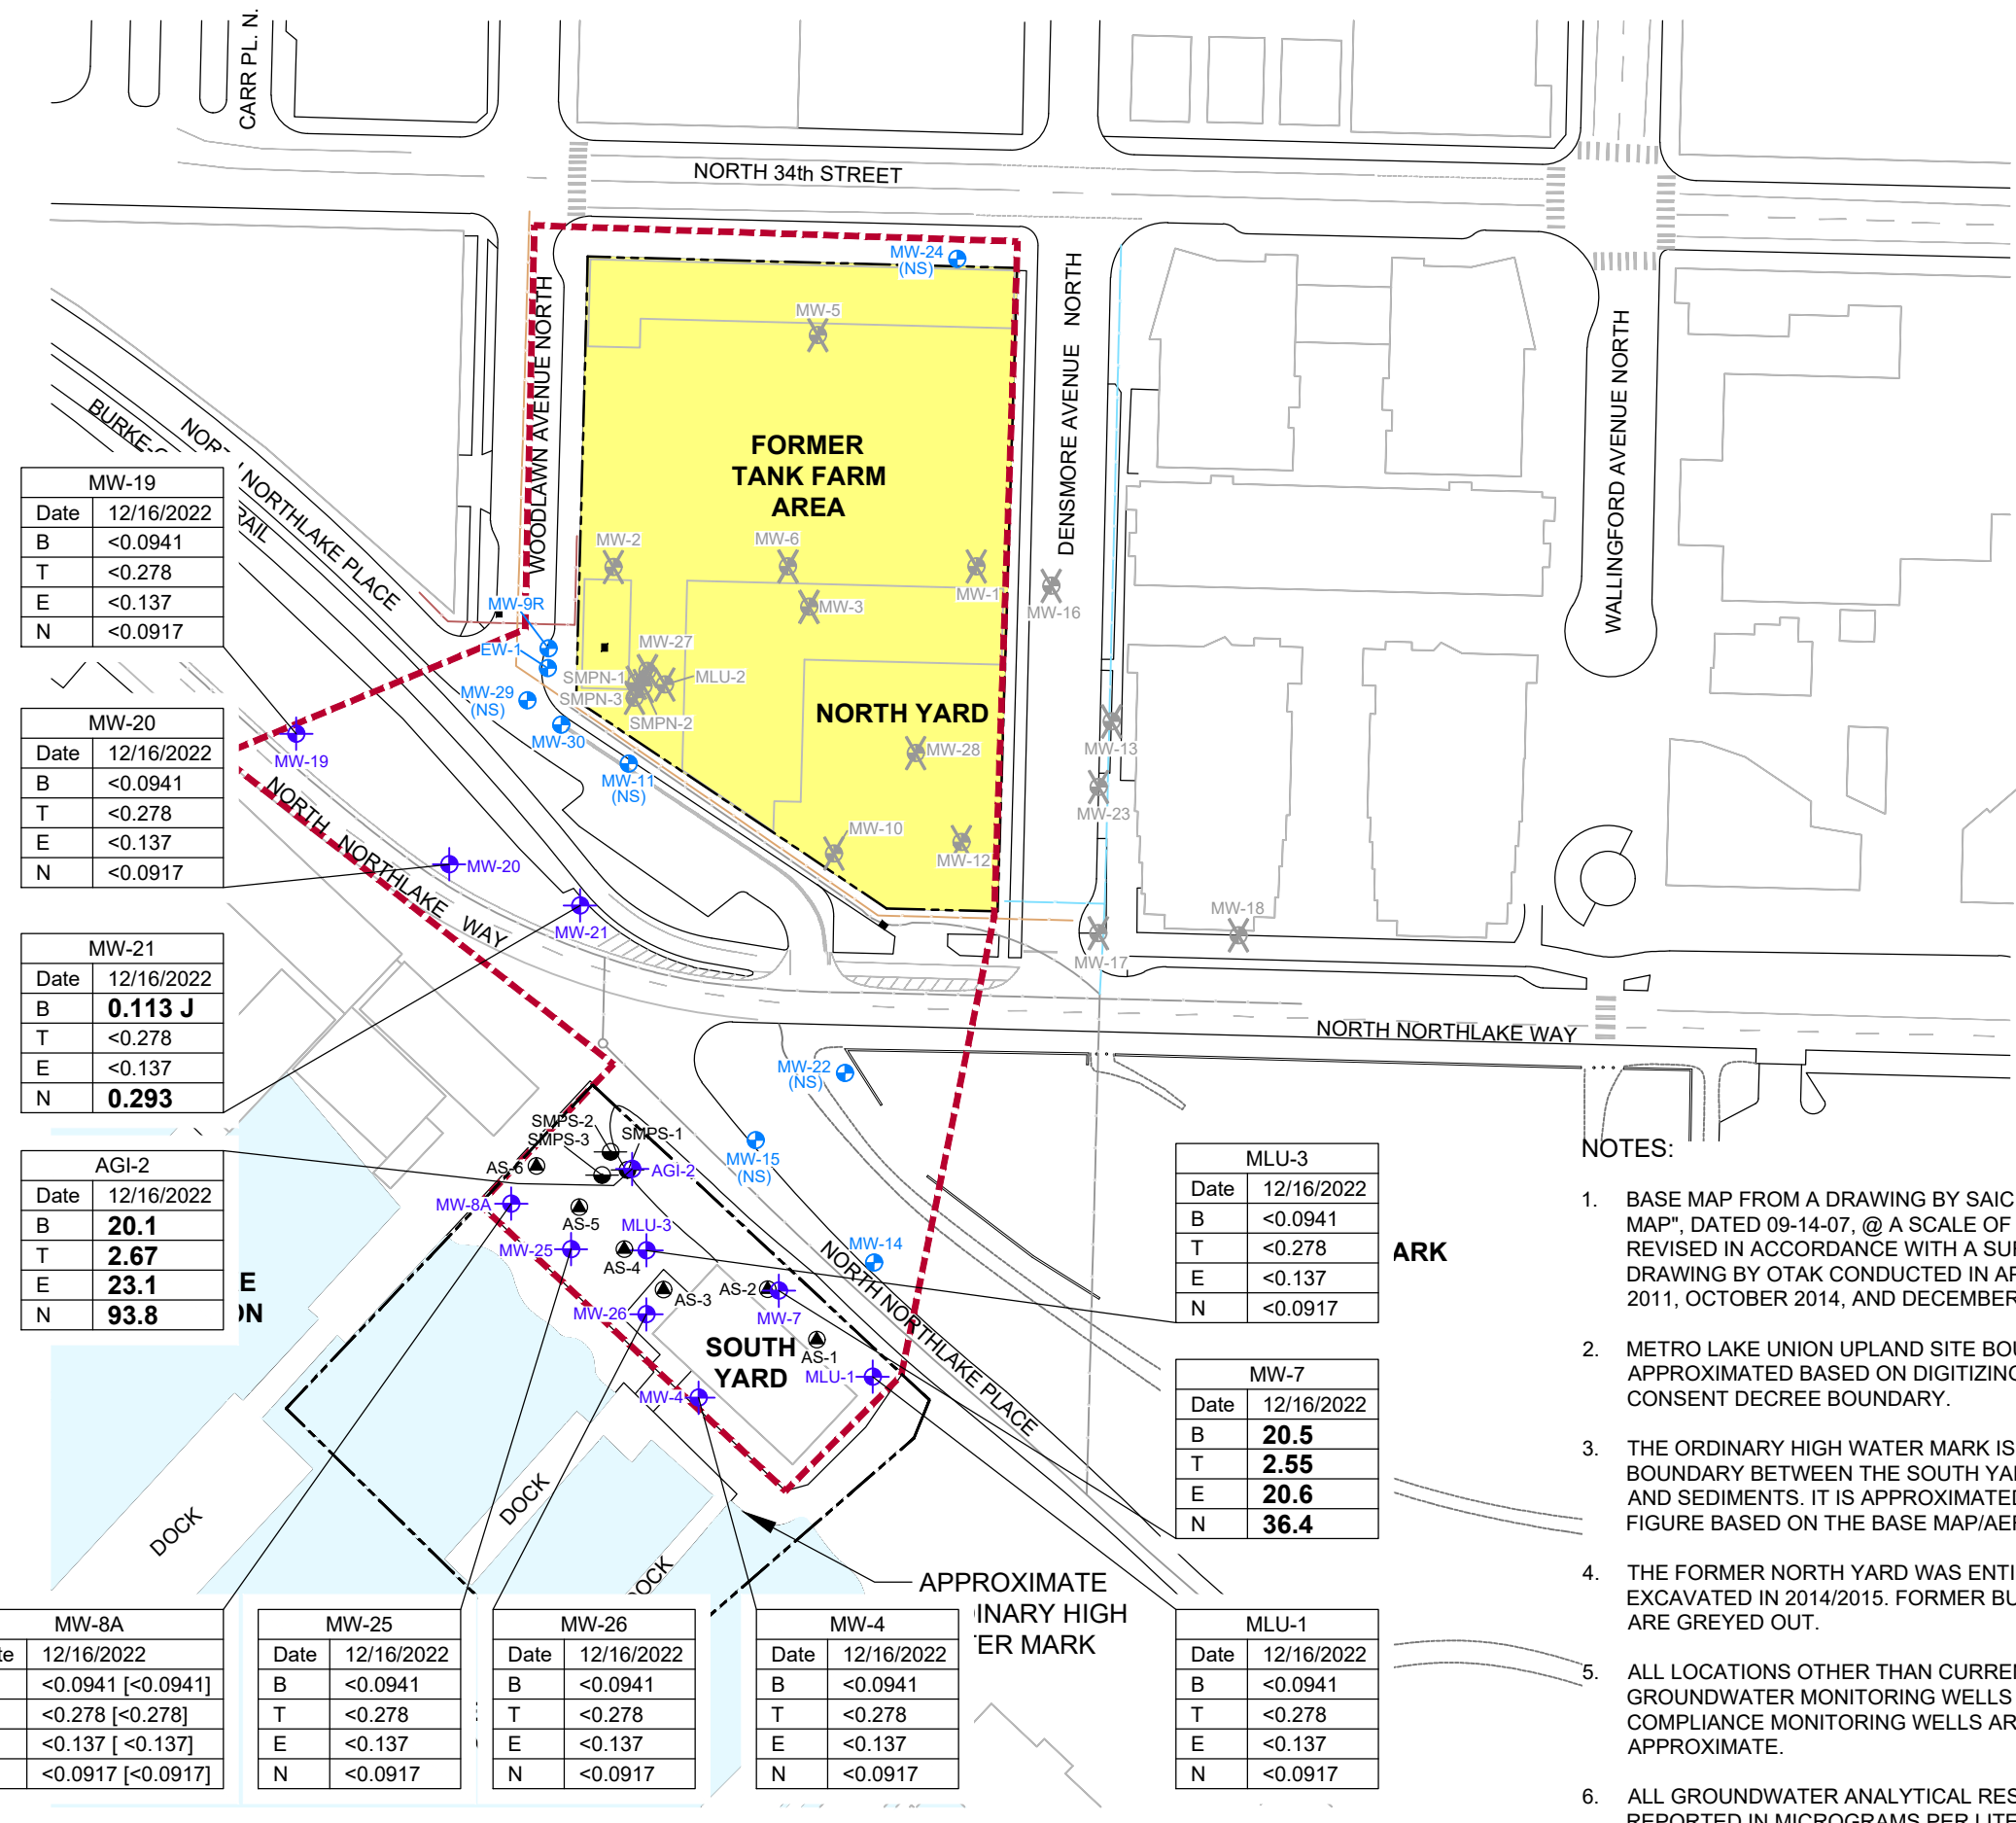 CARR PL. N.
NORTH 34th STREET
MW-24
(NS)
MW-5
WOODLAWN AVENUE NORTH
DENSMORE AVENUE NORTH
WALLINGFORD AVENUE NORTH
FORMER
TANK FARM
AREA
NORTH NORTHLAKE PLACE
MW-2
MW-6
MW-1
MW-3
MW-16
MW-9R
EW-1
MW-27
SMPN-1
MLU-2
SMPN-3
SMPN-2
MW-29
(NS)
MW-30
NORTH YARD
MW-28
MW-13
MW-11
(NS)
MW-23
MW-10
MW-12
MW-18
MW-17
MW-19
MW-20
MW-21
NORTH NORTHLAKE WAY
NORTH NORTHLAKE WAY
MW-22
(NS)
MW-15
(NS)
MW-14
SMPS-2
SMPS-3
SMPS-1
AS-6
AGI-2
MW-8A
AS-5
MLU-3
MW-25
AS-4
AS-3
AS-2
MW-7
MW-26
AS-1
SOUTH
YARD
MLU-1
MW-4
NORTH NORTHLAKE PLACE
DOCK
DOCK
APPROXIMATE
ER MARK
ARK
MW-19
Date 12/16/2022
B <0.0941
T <0.278
E <0.137
N <0.0917
MW-20
Date 12/16/2022
B <0.0941
T <0.278
E <0.137
N <0.0917
MW-21
Date 12/16/2022
B 0.113 J
T <0.278
E <0.137
N 0.293
AGI-2
Date 12/16/2022
B 20.1
T 2.67
E 23.1
N 93.8
MLU-3
Date 12/16/2022
B <0.0941
T <0.278
E <0.137
N <0.0917
MW-7
Date 12/16/2022
B 20.5
T 2.55
E 20.6
N 36.4
MW-8A
12/16/2022
<0.0941 [<0.0941]
<0.278 [<0.278]
<0.137 [ <0.137]
<0.0917 [<0.0917]
MW-25
Date 12/16/2022
B <0.0941
T <0.278
E <0.137
N <0.0917
MW-26
Date 12/16/2022
B <0.0941
T <0.278
E <0.137
N <0.0917
MW-4
Date 12/16/2022
B <0.0941
T <0.278
E <0.137
N <0.0917
MLU-1
Date 12/16/2022
B <0.0941
T <0.278
E <0.137
N <0.0917
NOTES:
1. BASE MAP FROM A DRAWING BY SAIC
MAP", DATED 09-14-07, @ A SCALE OF
REVISED IN ACCORDANCE WITH A
DRAWING BY OTAK CONDUCTED IN
2011, OCTOBER 2014, AND DECEMBER
2. METRO LAKE UNION UPLAND SITE
APPROXIMATED BASED ON
CONSENT DECREE BOUNDARY.
3. THE ORDINARY HIGH WATER MARK IS
BOUNDARY BETWEEN THE SOUTH
AND SEDIMENTS. IT IS APPROXIMATED
FIGURE BASED ON THE BASE
4. THE FORMER NORTH YARD WAS
EXCAVATED IN 2014/2015. FORMER
ARE GREYED OUT.
5. ALL LOCATIONS OTHER THAN
GROUNDWATER MONITORING WELLS
COMPLIANCE MONITORING WELLS
APPROXIMATE.
6. ALL GROUNDWATER ANALYTICAL
REPORTED IN MICROGRAMS PER